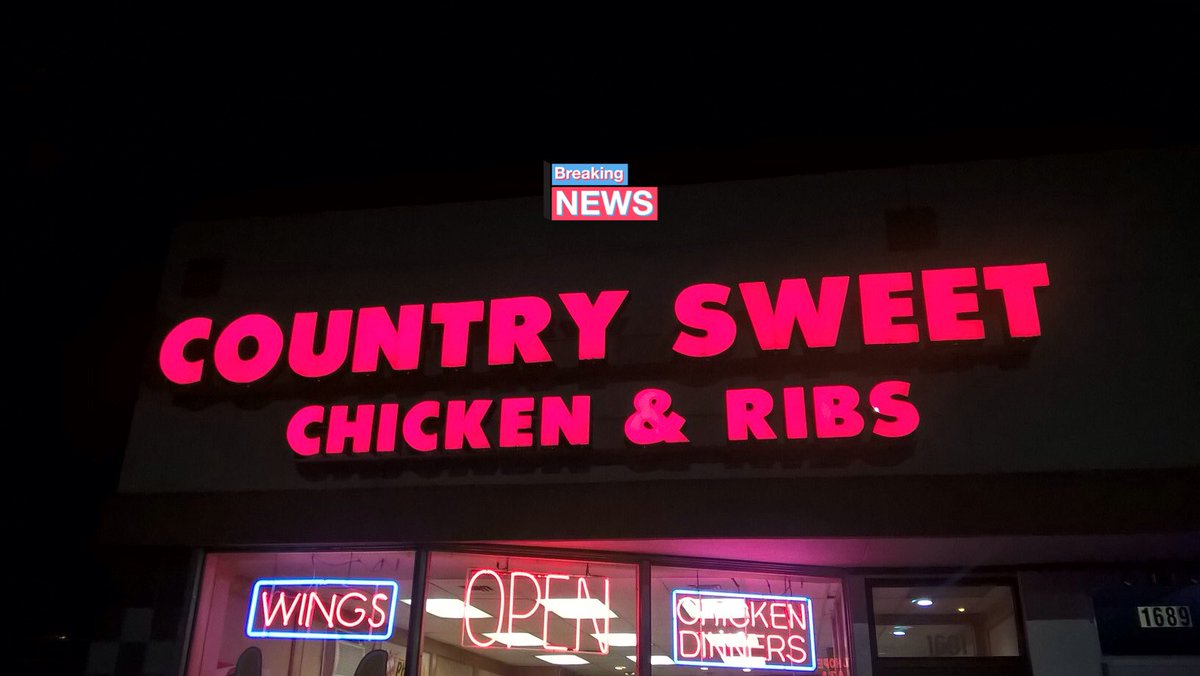 Breaking
NEWS
COUNTRY SWEET
CHICKEN & RIBS
WINGS
OPEN
CHICKEN
DINNERS
1689